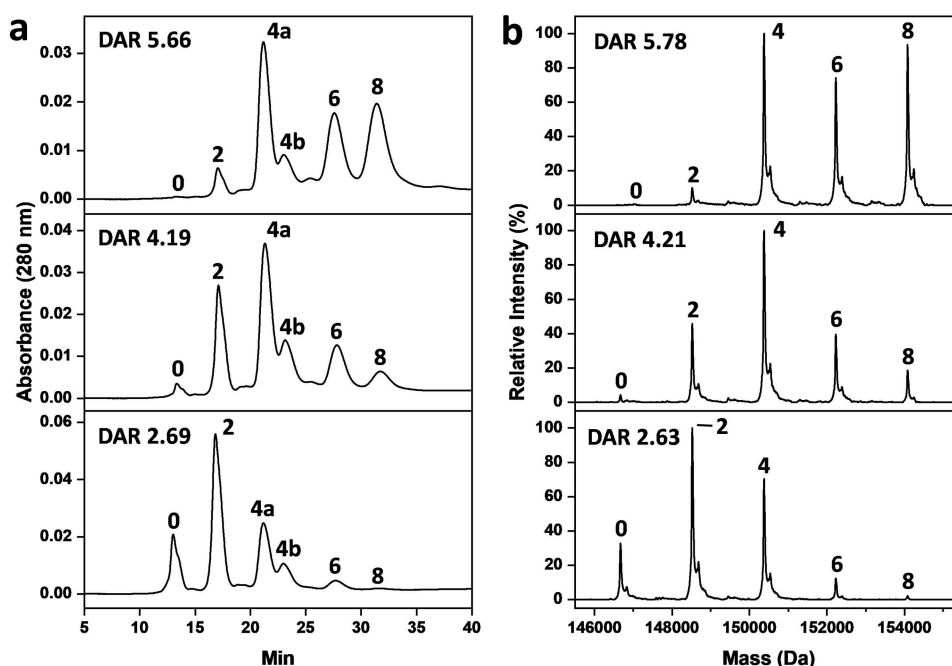 a
DAR 5.66
0.03
0.02
0.01
0.00
0
2
4a
4b
6
8
DAR 4.19
0.04
0.03
0.02
0.01
0.00
0
2
4a
4b
6
8
DAR 2.69
0.06
0.04
0.02
0.00
0
2
4a
4b
6
8
5 10 15 20 25 30 35 40
Min
Absorbance (280 nm)
b
DAR 5.78
100
80
60
40
20
0
0
2
4
6
8
DAR 4.21
100
80
60
40
20
0
0
2
4
6
8
DAR 2.63
100
80
60
40
20
0
0
2
4
6
8
146000 148000 150000 152000 154000
Mass (Da)
Relative Intensity (%)